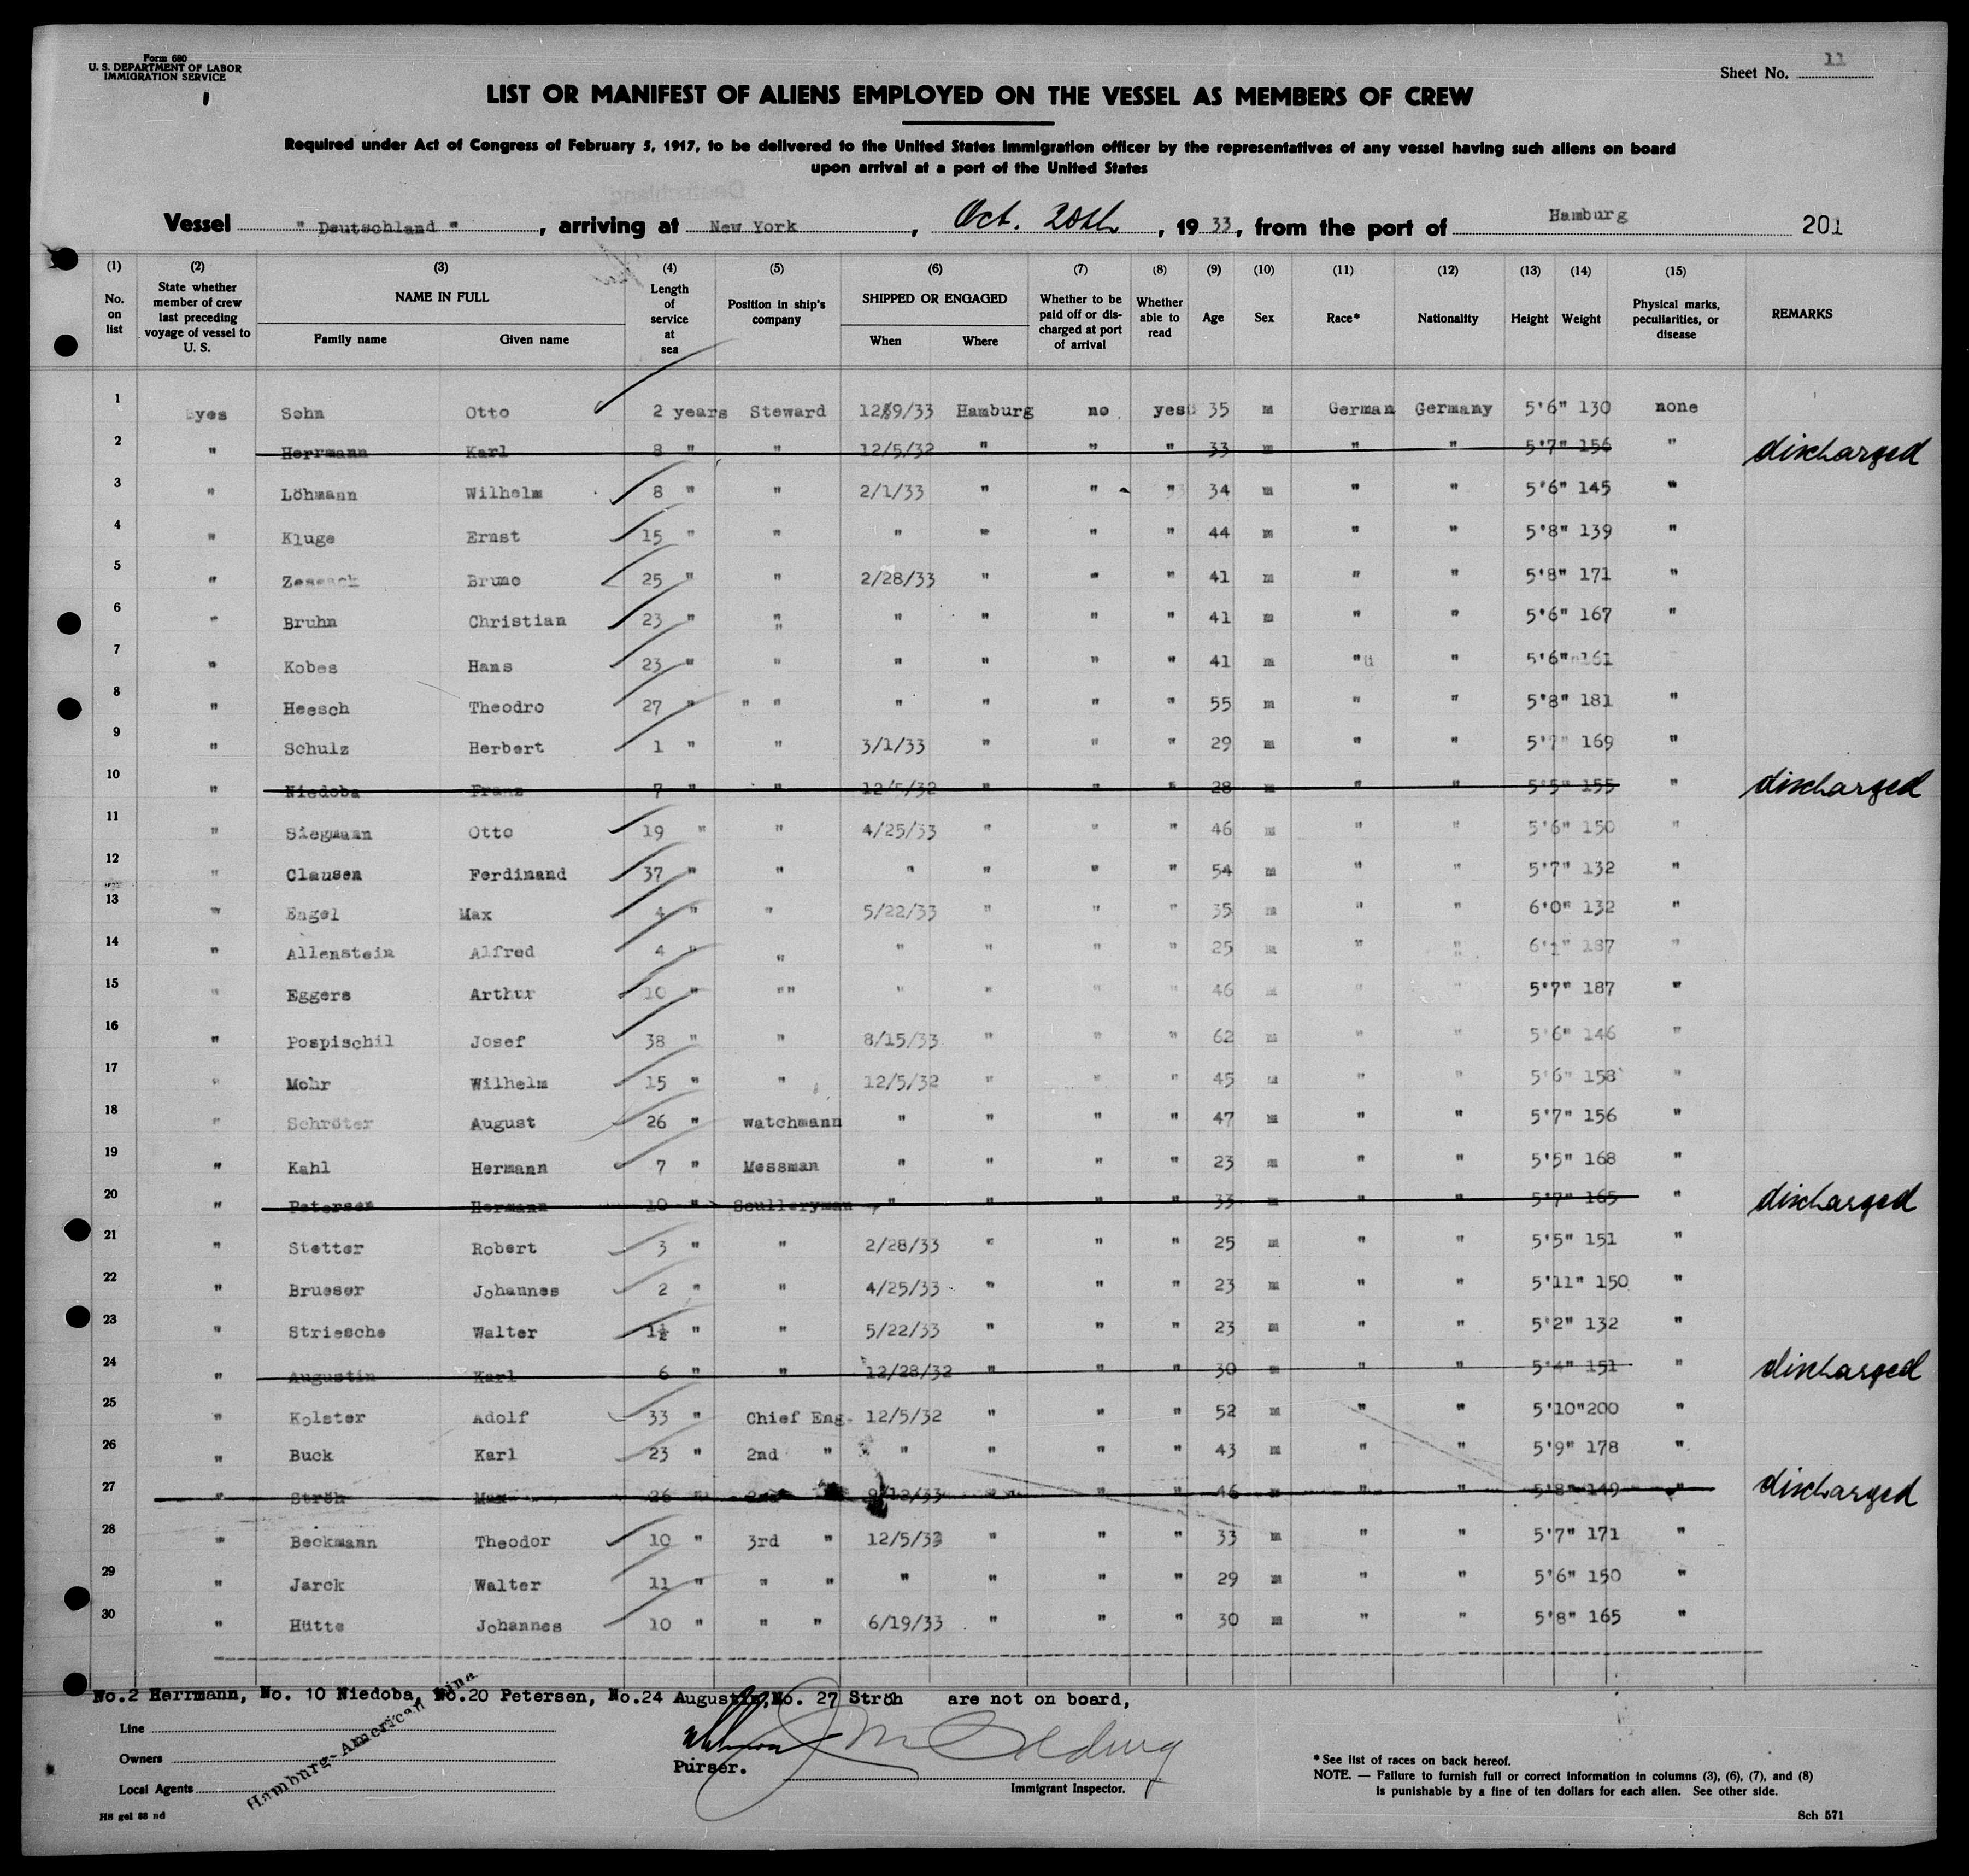 Form 680
U. S. DEPARTMENT OF LABOR
IMMIGRATION SERVICE
Sheet No. 11
LIST OR MANIFEST OF ALIENS EMPLOYED ON THE VESSEL AS MEMBERS OF CREW
Required under Act of Congress of February 5, 1917, to be delivered to the United States immigration officer by the representatives of any vessel having such aliens on board
upon arrival at a port of the United States
Vessel " Deutschland ", arriving at New York, Oct. 20th, 1933, from the port of Hamburg 201
(1) (2) (3) (4) (5) (6) (7) (8) (9) (10) (11) (12) (13) (14) (15)
No. on list | State whether member of crew last preceding voyage of vessel to U. S. | NAME IN FULL Family name Given name | Length of service at sea | Position in ship's company | SHIPPED OR ENGAGED When Where | Whether to be paid off or discharged at port of arrival | Whether able to read | Age | Sex | Race* | Nationality | Height | Weight | Physical marks, peculiarities, or disease | REMARKS
1 yes Sohn Otto 2 years Steward 9/33 Hamburg no yes 35 m German Germany 5'6" 130 none
2 " Herrmann Karl 8 " " 12/5/32 " " " 33 m " " 5'7" 156 " discharged
3 " Löhmann Wilhelm 8 " " 2/1/33 " " " 34 m " " 5'6" 145 "
4 " Kluge Ernst 15 " " " " " " 44 m " " 5'8" 139 "
5 " Bruno 25 " " 2/28/33 " " " 41 m " " 5'8" 171 "
6 " Bruhn Christian 23 " " " " " " 41 m " " 5'6" 167 "
7 " Kobes Hans 23 " " " " " " 41 m " " 5'6" 161
8 " Heesch Theodro 27 " " " " " " " 55 m " " 5'8" 181 "
9 " Schulz Herbert 1 " " 3/1/33 " " " 29 m " " 5'7" 169 "
10 " Niedoba Franz 7 " " 12/5/32 " " " 28 m " " 5'5" 155 " discharged
11 " Siegmann Otto 19 " " 4/25/33 " " " 46 m " " 5'6" 150 "
12 " Clausen Ferdinand 37 " " " " " " 54 m " " 5'7" 132 "
13 " Engel Max 4 " " 5/22/33 " " " 35 m " " 6'0" 132 "
14 " Allenstein Alfred 4 " " " " " " 25 m " " 6'1" 187 "
15 " Eggers Arthur 10 " "" " " " " 46 m " " 5'7" 187 "
16 " Pospischil Josef 38 " " 8/15/33 " " " 62 m " " 5'6" 146 "
17 " Mohr Wilhelm 15 " " 12/5/32 " " " 45 m " " 5'6" 158 "
18 " Schröter August 26 " watchmann " " " " 47 m " " 5'7" 156 "
19 " Kahl Hermann 7 " Messman " " " " 23 m " " 5'5" 168 "
20 " Petersen Hermann 10 " Sculleryman " " " " 33 m " " 5'7" 165 " discharged
21 " Stetter Robert 3 " " 2/28/33 " " " 25 m " " 5'5" 151 "
22 " Brueser Johannes 2 " " 4/25/33 " " " 23 m " " 5'11" 150 "
23 " Striesche Walter 1½ " " 5/22/33 " " " 23 m " " 5'2" 132 "
24 " Augustin Karl 6 " " 12/28/32 " " " 30 m " " 5'4" 151 " discharged
25 " Kolster Adolf 33 " Chief Eng. 12/5/32 " " " 52 m " " 5'10" 200 "
26 " Buck Karl 23 " 2nd " " " " " 43 m " " 5'9" 178 "
27 " Ströh Max 26 " 2nd " /12/33 " " " 46 m " " 5'8" 149 " discharged
28 " Beckmann Theodor 10 " 3rd " 12/5/32 " " " 33 m " " 5'7" 171 "
29 " Jarck Walter 11 " " " " " " " 29 m " " 5'6" 150 "
30 " Hütte Johannes 10 " " " 6/19/33 " " " 30 m " " 5'8" 165 "
No.2 Herrmann, No. 10 Niedoba, No.20 Petersen, No.24 Augustin, No. 27 Ströh are not on board,
Line
Owners
Local Agents
Hamburg-American Line
Purser.
Immigrant Inspector.
* See list of races on back hereof.
NOTE. — Failure to furnish full or correct information in columns (3), (6), (7), and (8)
is punishable by a fine of ten dollars for each alien. See other side.
H8 gel 88 nd
Sch 571